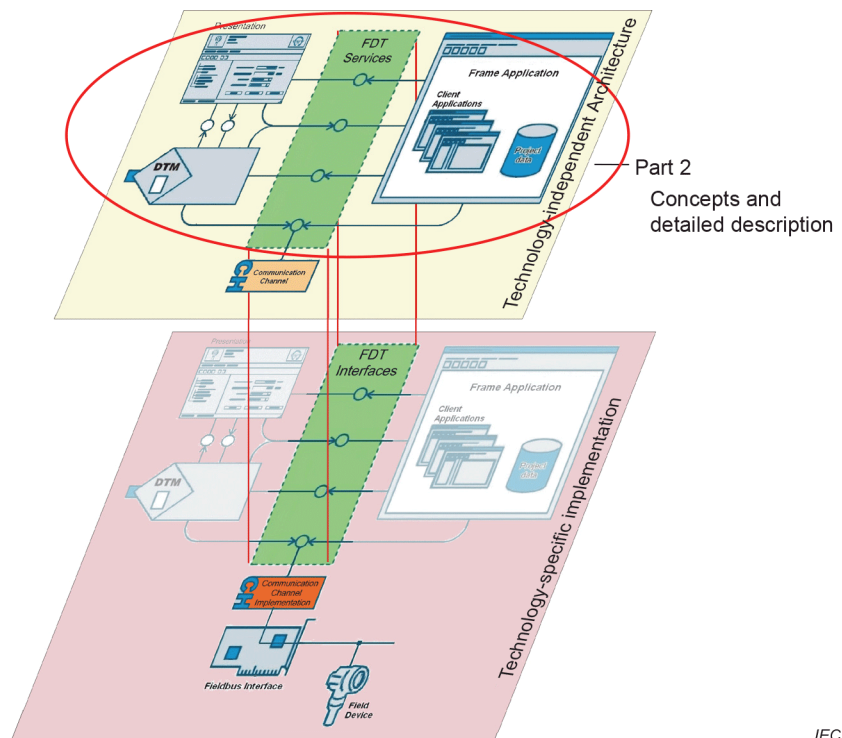 Presentation
FDT
Services
Frame Application
Client
Applications
Project
data
DTM
CH
Communication
Channel
Technology-independent Architecture
Part 2
Concepts and
detailed description
Presentation
FDT
Interfaces
Frame Application
Client
Applications
Project
data
DTM
CH
Communication
Channel
Implementation
Fieldbus Interface
Field
Device
Technology-specific implementation
IEC